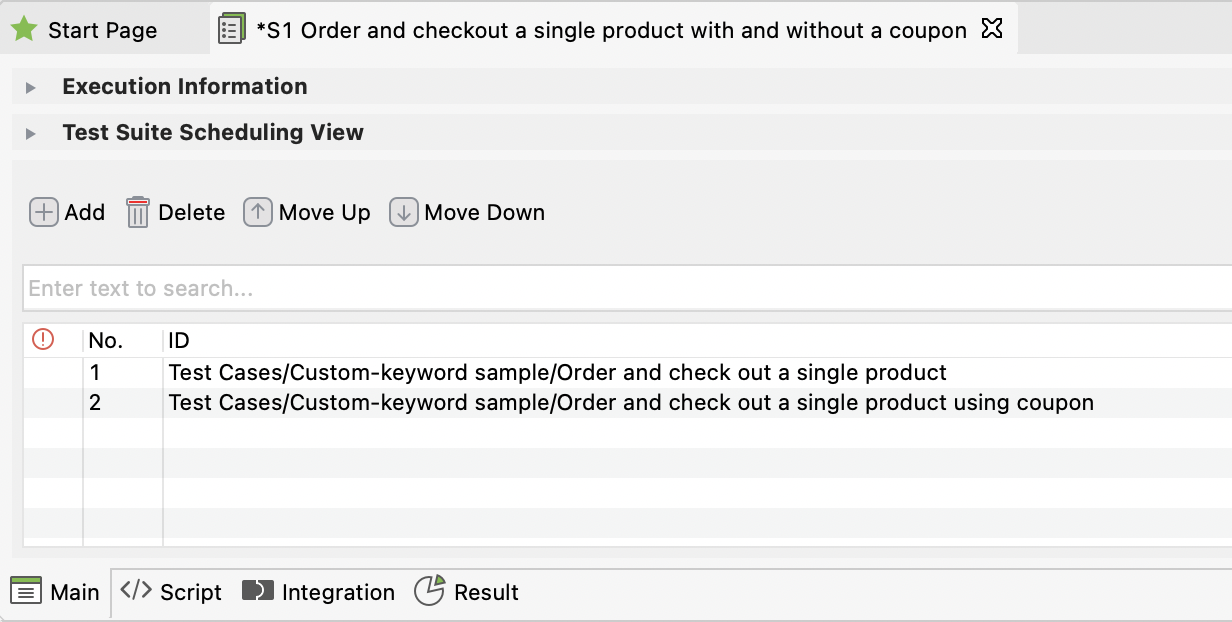 Start Page
*S1 Order and checkout a single product with and without a coupon
Execution Information
Test Suite Scheduling View
Add Delete Move Up Move Down
Enter text to search...
No. ID
1 Test Cases/Custom-keyword sample/Order and check out a single product
2 Test Cases/Custom-keyword sample/Order and check out a single product using coupon
Main </> Script Integration Result